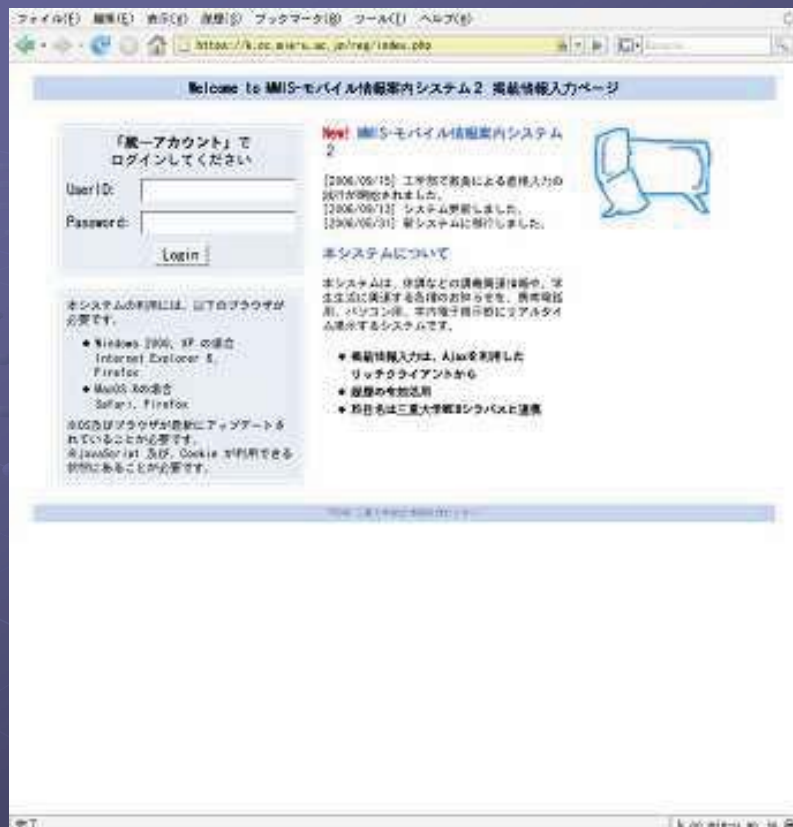 ファイル(F) 編集(E) 表示(V) 履歴(S) ブックマーク(B) ツール(T) ヘルプ(H)
https://k.cc.mie-u.ac.jp/reg/index.php
Welcome to MMIS-モバイル情報案内システム2 掲載情報入力ページ
「統一アカウント」で
ログインしてください
UserID:
Password:
Login
本システムの利用には、以下のブラウザが
必要です。
● Windows 2000, XP の場合
Internet Explorer 6,
Firefox
● MacOS Xの場合
Safari, Firefox
※OS及びブラウザが最新にアップデートさ
れていることが必要です。
※JavaScript 及び、Cookie が利用できる
状態にあることが必要です。
New! MMIS-モバイル情報案内システム
2
[2006/09/15] 工学部で教員による直接入力の
試行が開始されました。
[2006/09/13] システム更新しました。
[2006/05/31] 新システムに移行しました。
本システムについて
本システムは、休講などの講義関連情報や、学
生生活に関連する各種のお知らせを、携帯電話
用、パソコン用、学内電子掲示板にリアルタイ
ム掲示するシステムです。
● 掲載情報入力は、Ajaxを利用した
リッチクライアントから
● 履歴の有効活用
● 科目名は三重大学WEBシラバスと連携
完了
k.cc.mie-u.ac.jp